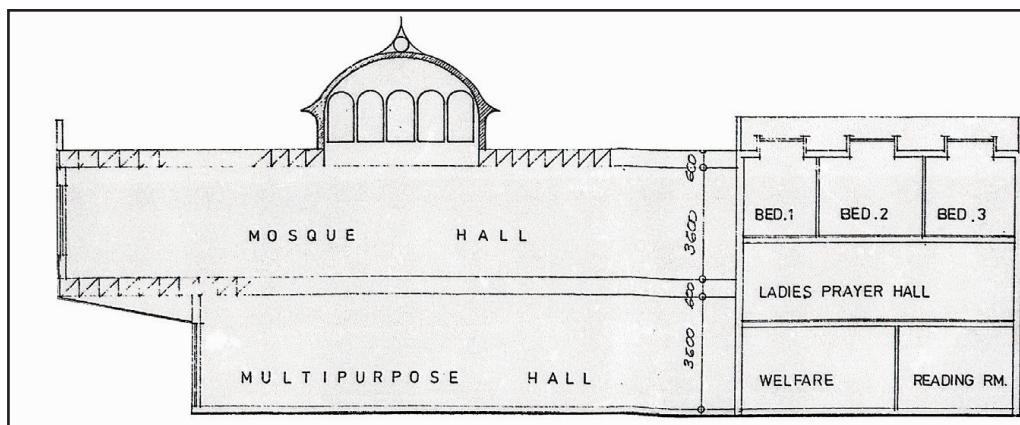 600
BED.1 BED.2 BED.3
3600
MOSQUE HALL
LADIES PRAYER HALL
600
3600
MULTIPURPOSE HALL
WELFARE READING RM.